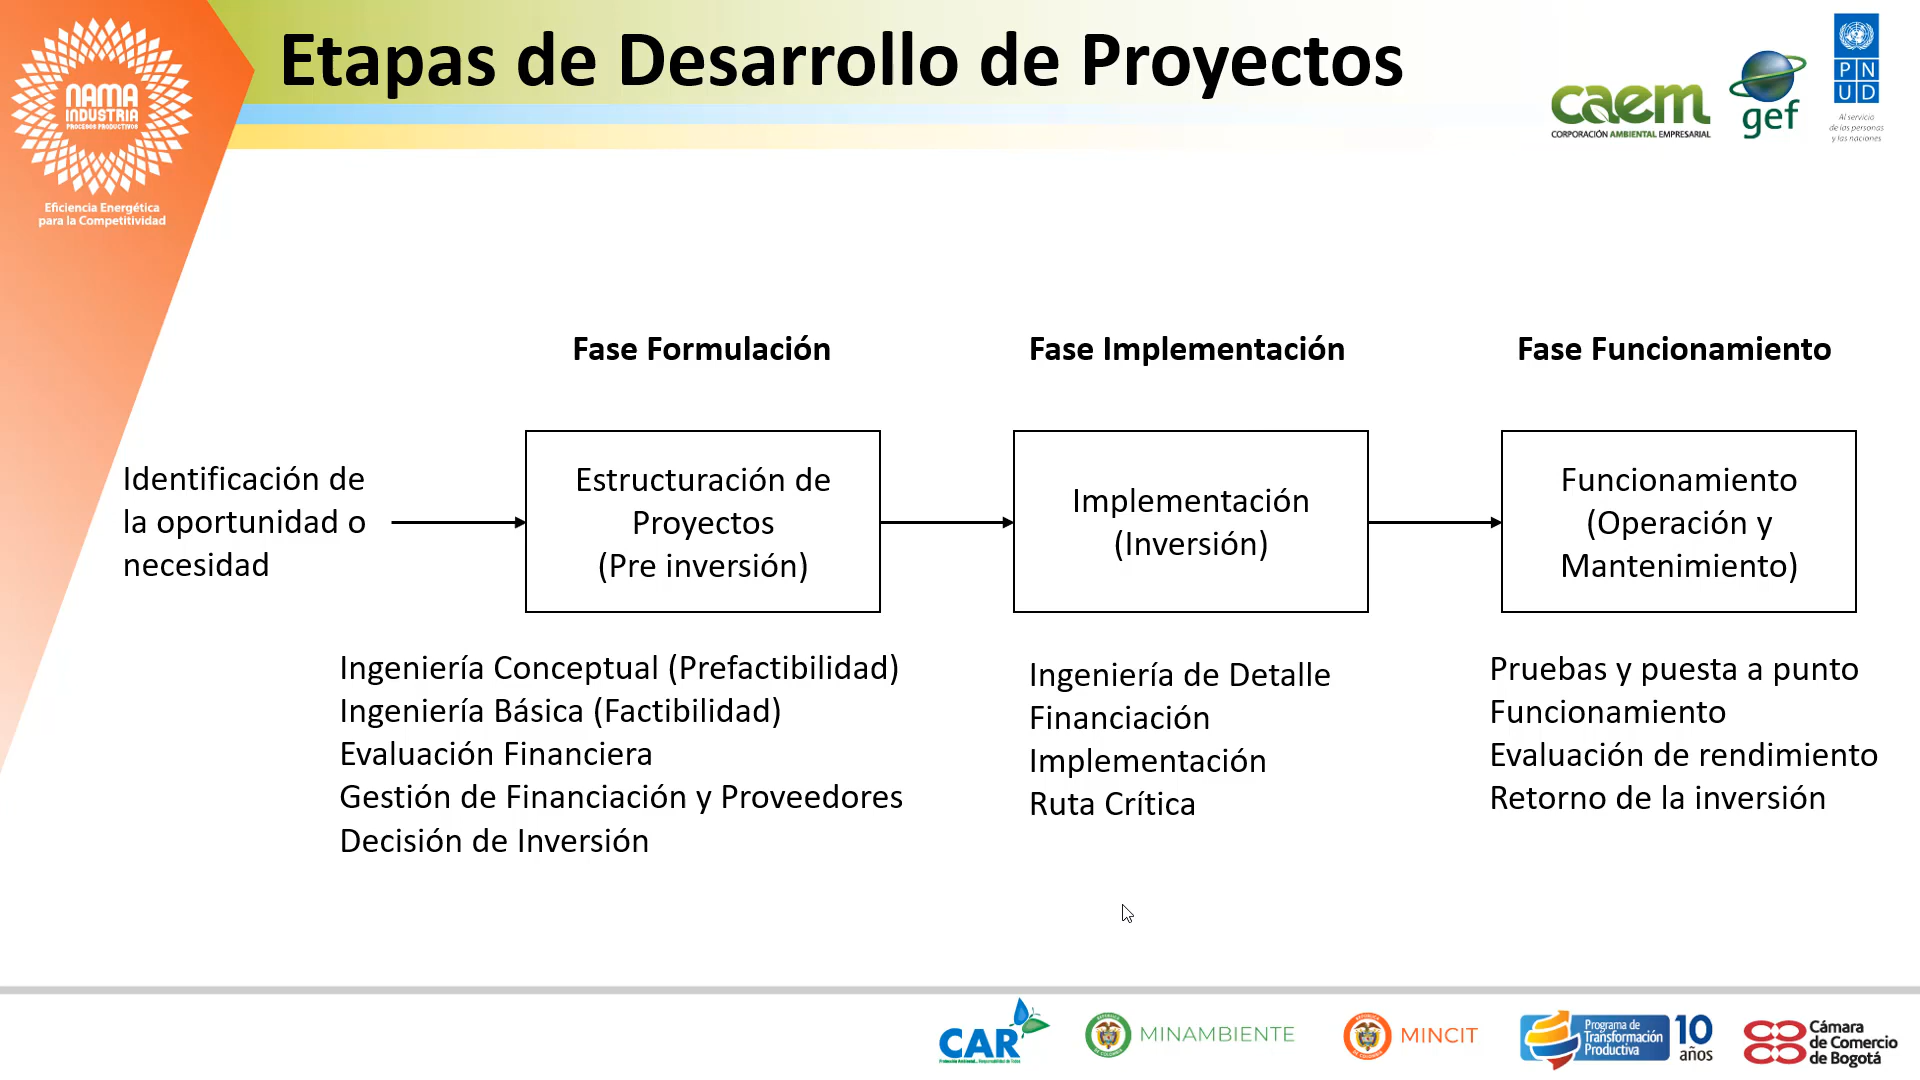 Etapas de Desarrollo de Proyectos
NAMA
INDUSTRIA
PROCESOS PRODUCTIVOS
Eficiencia Energética
para la Competitividad
caem
CORPORACIÓN AMBIENTAL EMPRESARIAL
gef
PN
UD
Al servicio
de las personas
y las naciones
Fase Formulación
Fase Implementación
Fase Funcionamiento
Identificación de
la oportunidad o
necesidad
Estructuración de
Proyectos
(Pre inversión)
Implementación
(Inversión)
Funcionamiento
(Operación y
Mantenimiento)
Ingeniería Conceptual (Prefactibilidad)
Ingeniería Básica (Factibilidad)
Evaluación Financiera
Gestión de Financiación y Proveedores
Decisión de Inversión
Ingeniería de Detalle
Financiación
Implementación
Ruta Crítica
Pruebas y puesta a punto
Funcionamiento
Evaluación de rendimiento
Retorno de la inversión
CAR
MINAMBIENTE
MINCIT
Programa de
Transformación
Productiva
10
años
Cámara
de Comercio
de Bogotá